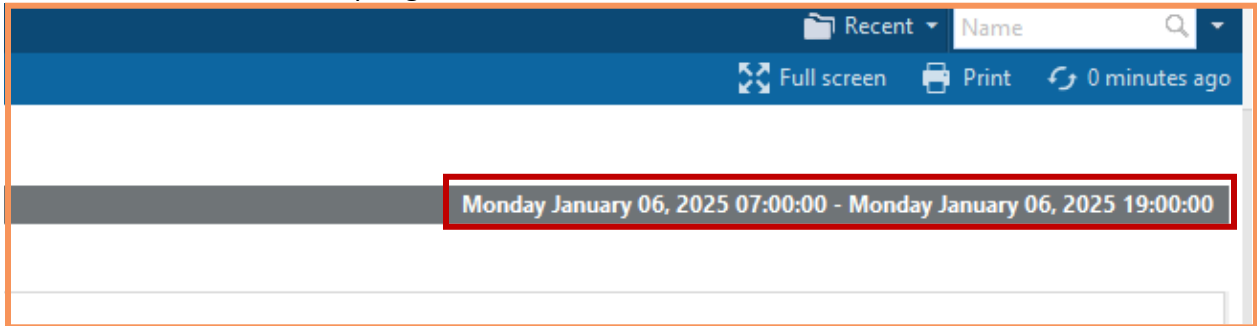 Recent Name
Full screen Print 0 minutes ago
Monday January 06, 2025 07:00:00 - Monday January 06, 2025 19:00:00